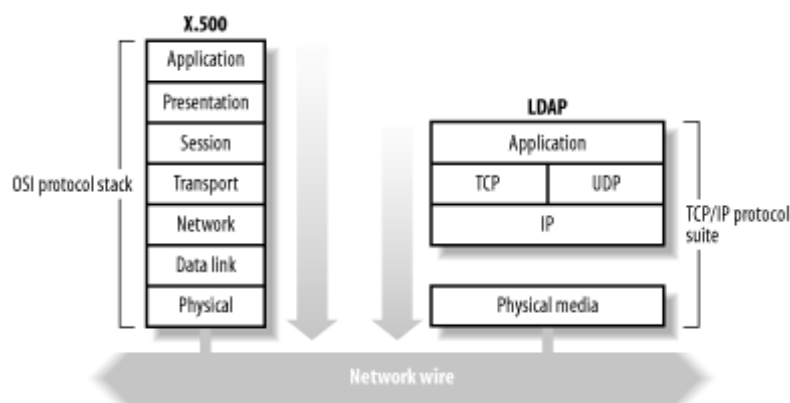 X.500
Application
Presentation
Session
Transport
Network
Data link
Physical
OSI protocol stack
LDAP
Application
TCP
UDP
IP
Physical media
TCP/IP protocol
suite
Network wire